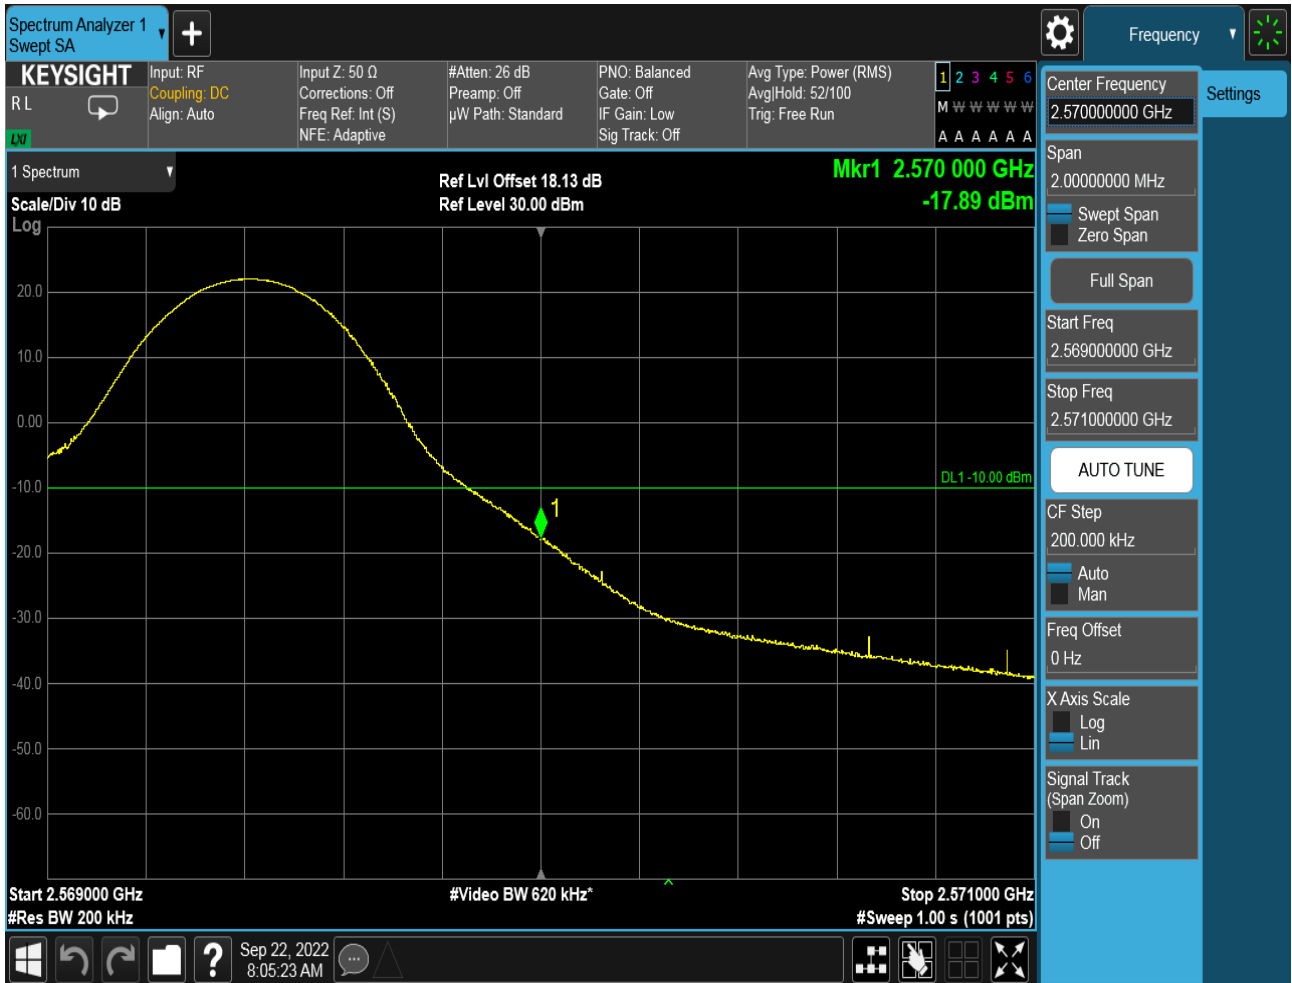 Spectrum Analyzer 1
Swept SA
Frequency
KEYSIGHT
R L
LXI
Input: RF
Coupling: DC
Align: Auto
Input Z: 50 Ω
Corrections: Off
Freq Ref: Int (S)
NFE: Adaptive
#Atten: 26 dB
Preamp: Off
µW Path: Standard
PNO: Balanced
Gate: Off
IF Gain: Low
Sig Track: Off
Avg Type: Power (RMS)
Avg|Hold: 52/100
Trig: Free Run
1 2 3 4 5 6
M W W W W W
A A A A A A
1 Spectrum
Scale/Div 10 dB
Log
Ref Lvl Offset 18.13 dB
Ref Level 30.00 dBm
Mkr1 2.570 000 GHz
-17.89 dBm
20.0
10.0
0.00
-10.0
-20.0
-30.0
-40.0
-50.0
-60.0
DL1 -10.00 dBm
1
Start 2.569000 GHz
#Res BW 200 kHz
#Video BW 620 kHz*
Stop 2.571000 GHz
#Sweep 1.00 s (1001 pts)
Center Frequency
2.570000000 GHz
Settings
Span
2.00000000 MHz
Swept Span
Zero Span
Full Span
Start Freq
2.569000000 GHz
Stop Freq
2.571000000 GHz
AUTO TUNE
CF Step
200.000 kHz
Auto
Man
Freq Offset
0 Hz
X Axis Scale
Log
Lin
Signal Track
(Span Zoom)
On
Off
?
Sep 22, 2022
8:05:23 AM